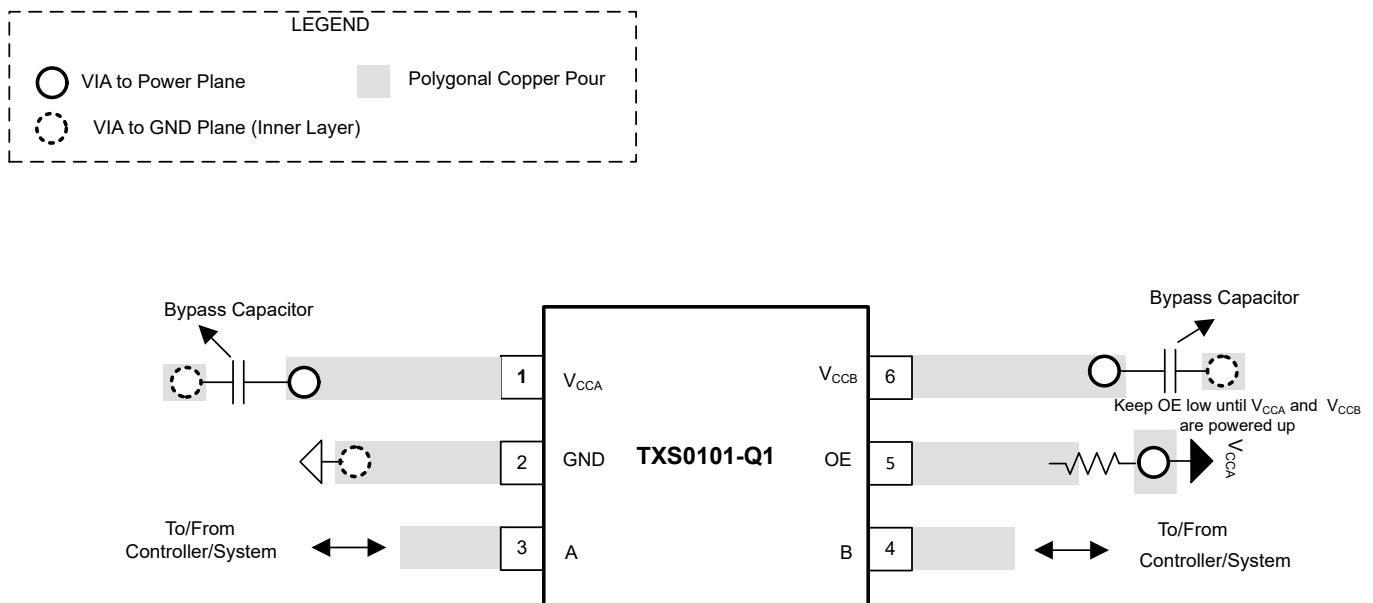 LEGEND
VIA to Power Plane
Polygonal Copper Pour
VIA to GND Plane (Inner Layer)
Bypass Capacitor
Bypass Capacitor
1
VCCA
VCCB
6
Keep OE low until VCCA and VCCB
are powered up
2
GND
TXS0101-Q1
OE
5
VCCA
To/From
Controller/System
3
A
B
4
To/From
Controller/System